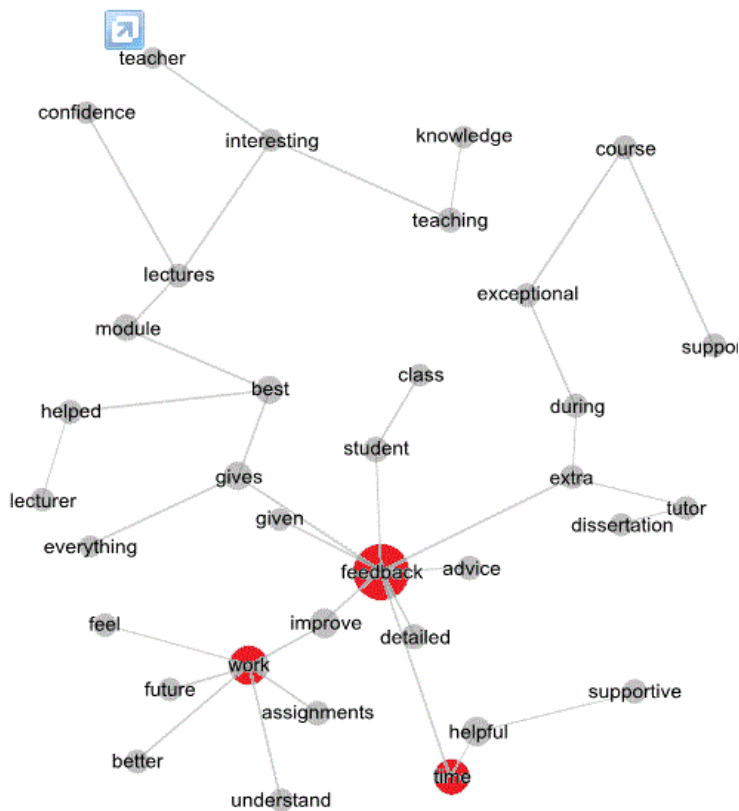 teacher
confidence
interesting
knowledge
course
teaching
lectures
exceptional
module
suppor
class
best
during
helped
student
gives
extra
lecturer
given
tutor
dissertation
everything
feedback
advice
feel
improve
detailed
work
future
supportive
assignments
helpful
better
time
understand